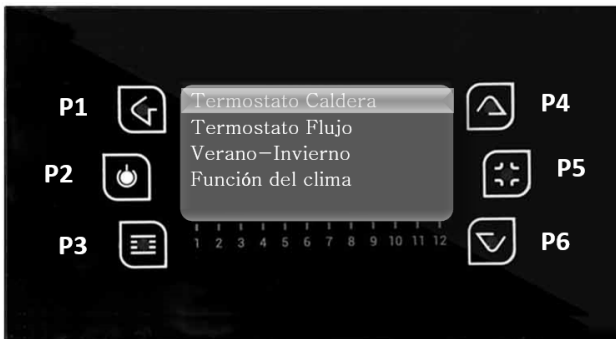 P1
P2
P3
Termostato Caldera
Termostato Flujo
Verano-Invierno
Función del clima
1 2 3 4 5 6 7 8 9 10 11 12
P4
P5
P6